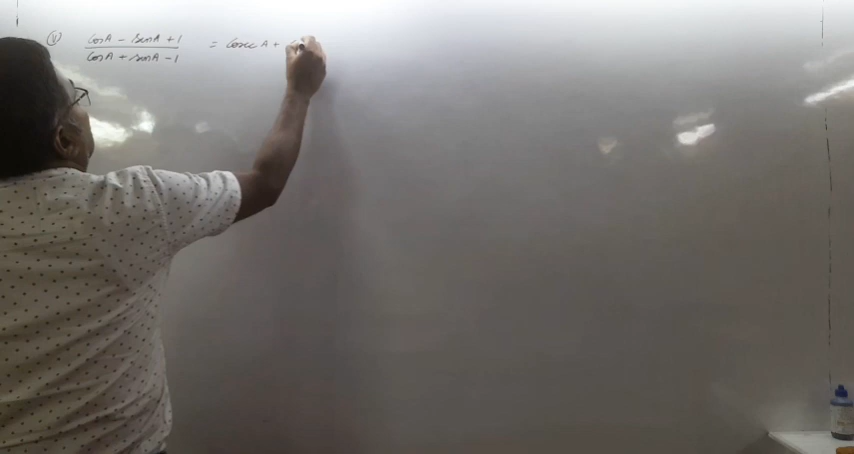 (v) cosA - sinA + 1 / cosA + sinA - 1 = cosec A +